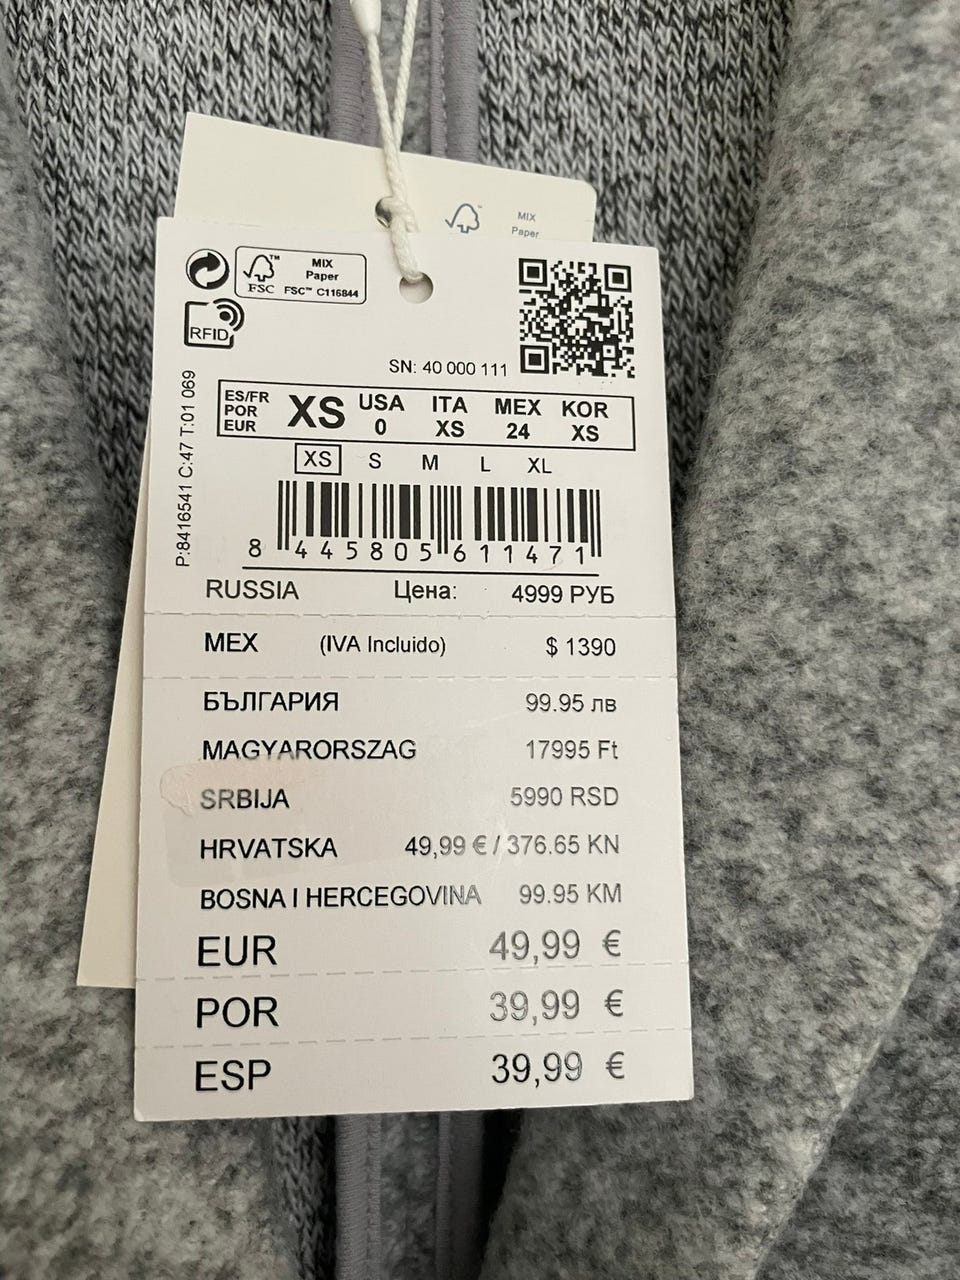 MIX
Paper
MIX
Paper
FSC FSC™ C116844
RFID
SN: 40 000 111
P:8416541 C:47 T:01 069
ES/FR
POR
EUR
XS
USA
0
ITA
XS
MEX
24
KOR
XS
XS S M L XL
8 445805 611471
RUSSIA Цена: 4999 РУБ
MEX (IVA Incluido) $ 1390
БЪЛГАРИЯ 99.95 лв
MAGYARORSZAG 17995 Ft
SRBIJA 5990 RSD
HRVATSKA 49,99 € / 376.65 KN
BOSNA I HERCEGOVINA 99.95 KM
EUR 49,99 €
POR 39,99 €
ESP 39,99 €